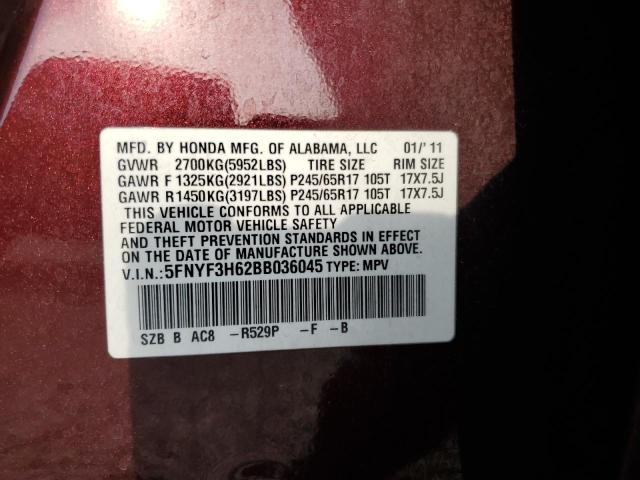 MFD. BY HONDA MFG. OF ALABAMA, LLC 01/'11
GVWR 2700KG(5952LBS) TIRE SIZE RIM SIZE
GAWR F 1325KG(2921LBS) P245/65R17 105T 17X7.5J
GAWR R1450KG(3197LBS) P245/65R17 105T 17X7.5J
THIS VEHICLE CONFORMS TO ALL APPLICABLE
FEDERAL MOTOR VEHICLE SAFETY
AND THEFT PREVENTION STANDARDS IN EFFECT
ON THE DATE OF MANUFACTURE SHOWN ABOVE.
V.I.N.:5FNYF3H62BB036045 TYPE: MPV
SZB B AC8 -R529P -F -B